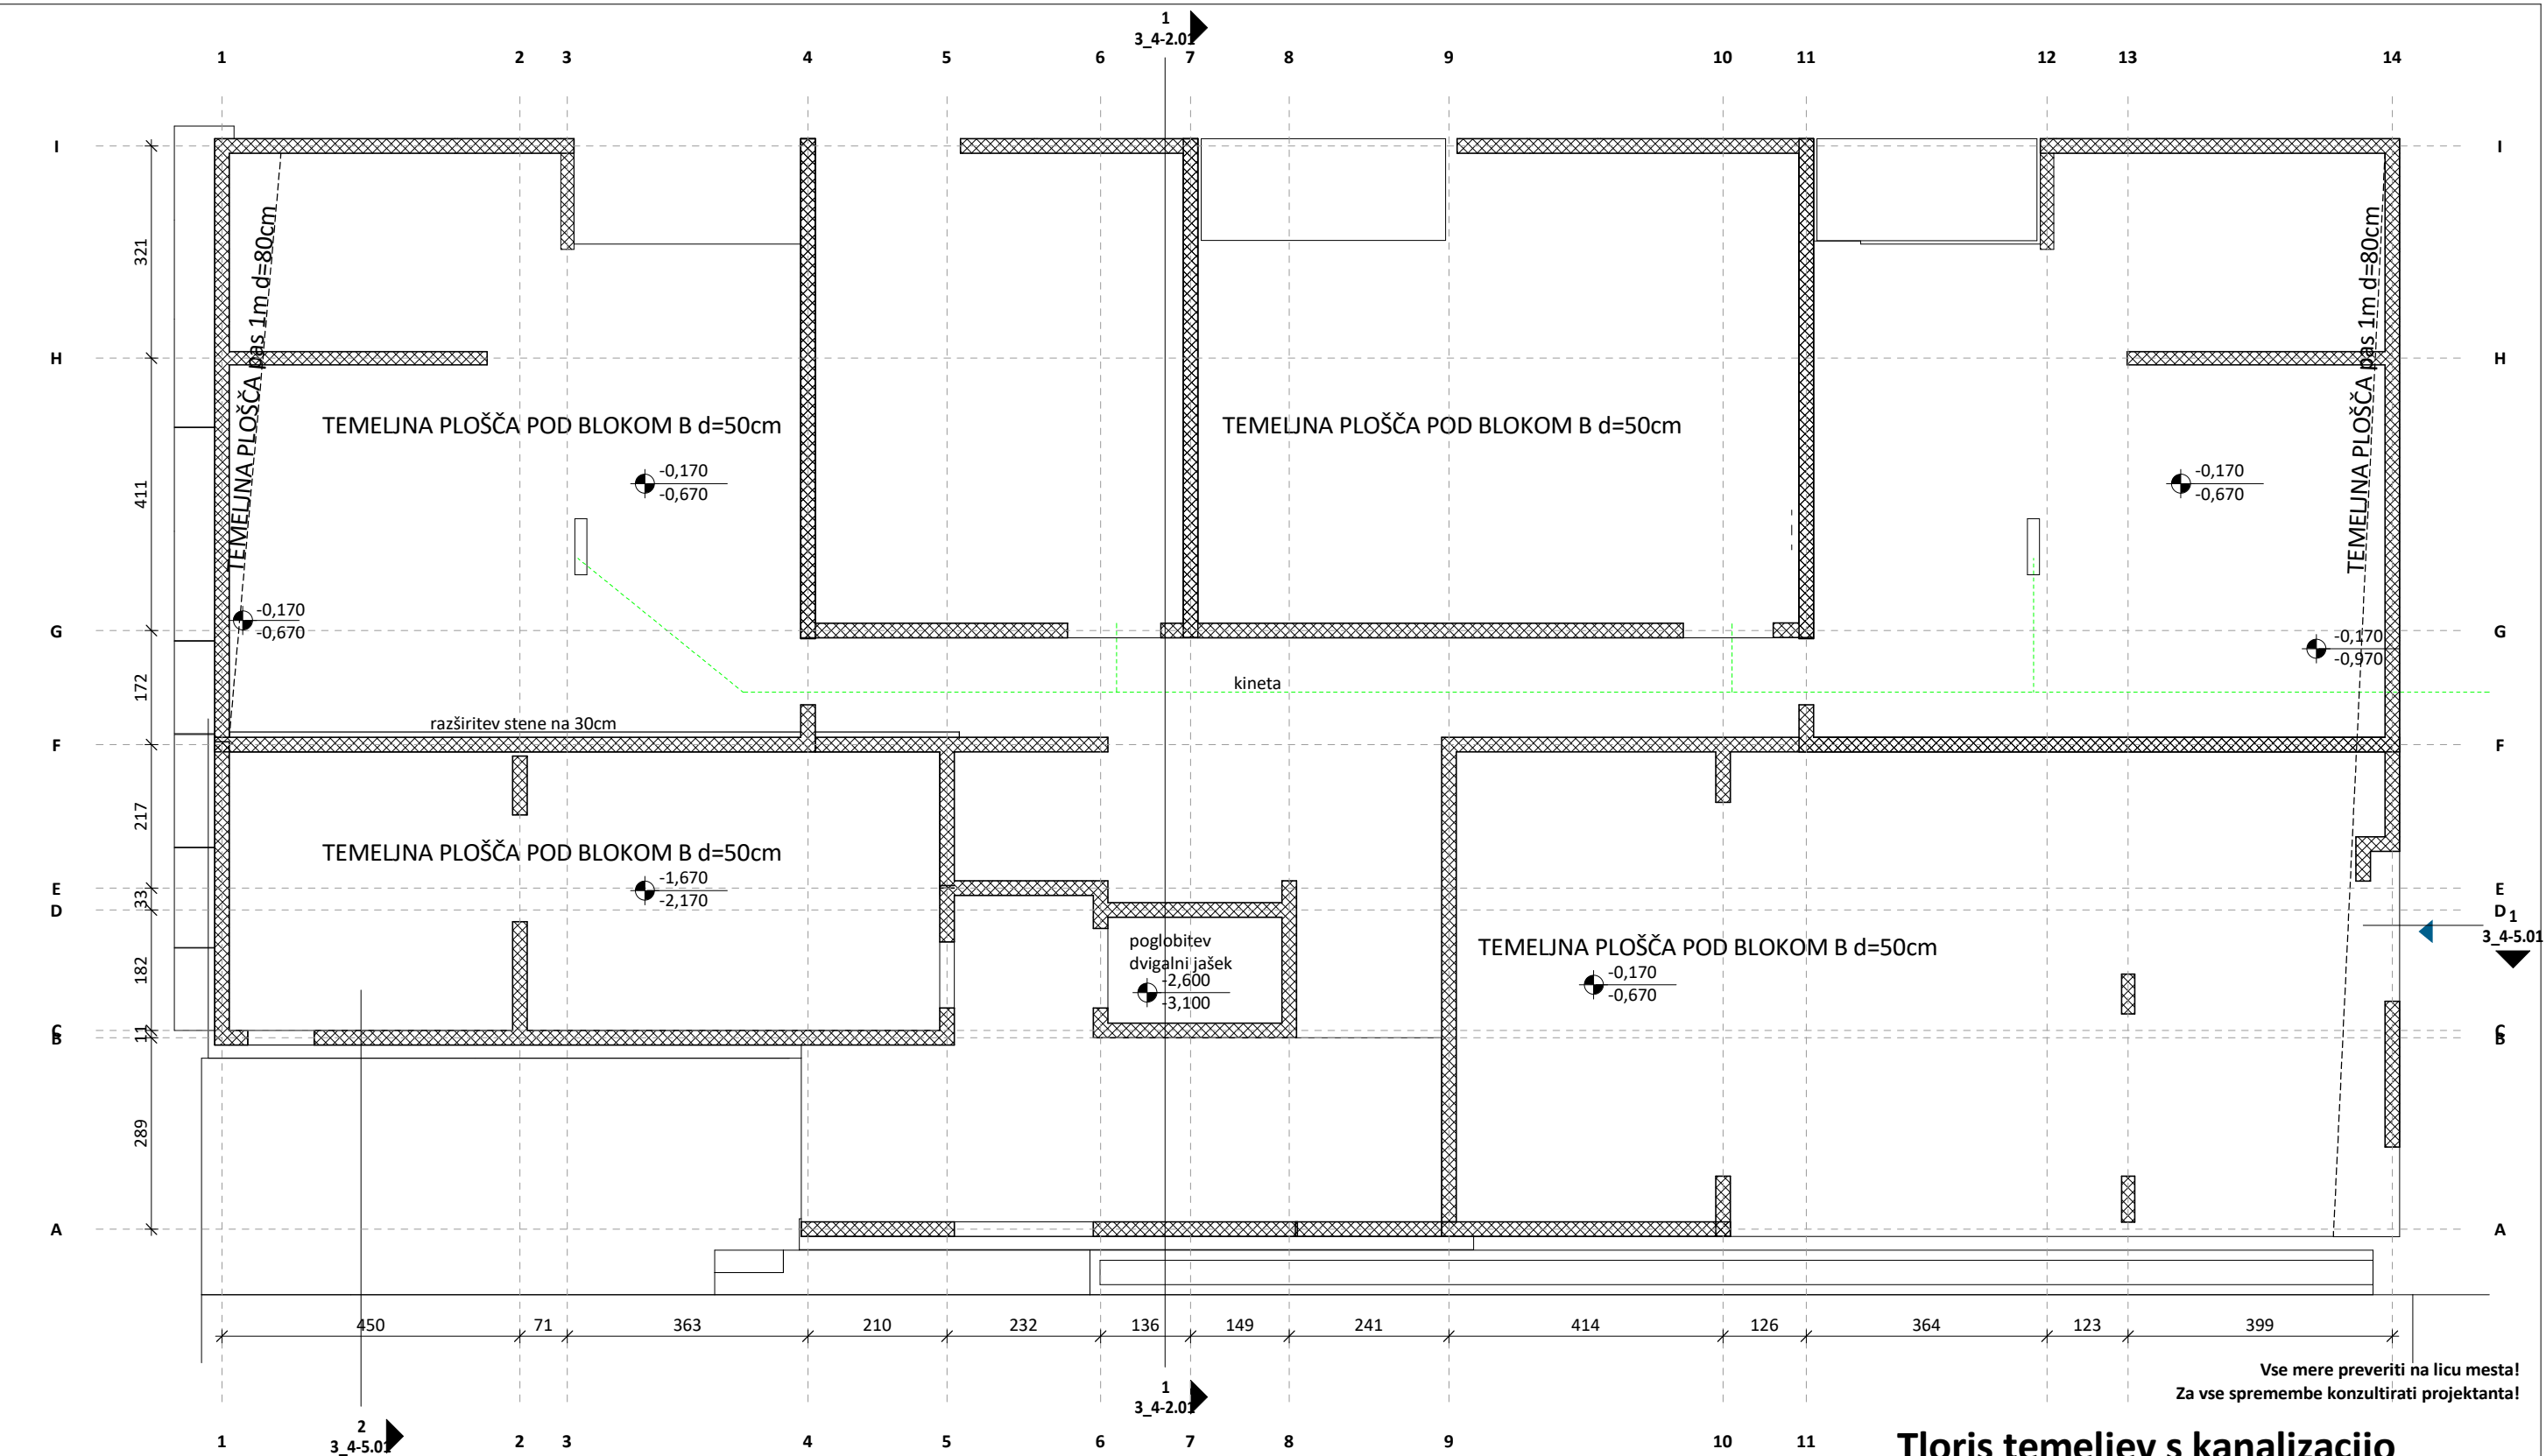 1
3_4-2.01
1 2 3 4 5 6 7 8 9 10 11 12 13 14
I I
321
TEMELJNA PLOŠČA pas 1m d=80cm
TEMELJNA PLOŠČA pas 1m d=80cm
H H
TEMELJNA PLOŠČA POD BLOKOM B d=50cm
TEMELJNA PLOŠČA POD BLOKOM B d=50cm
411
-0,170
-0,670
-0,170
-0,670
-0,170
-0,670
G G
-0,170
-0,970
172
kineta
razširitev stene na 30cm
F F
217
TEMELJNA PLOŠČA POD BLOKOM B d=50cm
-1,670
-2,170
E E
33
D D
1
3_4-5.01
poglobitev
dvigalni jašek
-2,600
-3,100
TEMELJNA PLOŠČA POD BLOKOM B d=50cm
-0,170
-0,670
182
C C
11
B B
289
A A
450 71 363 210 232 136 149 241 414 126 364 123 399
Vse mere preveriti na licu mesta!
Za vse spremembe konzultirati projektanta!
1
3_4-2.01
2
3_4-5.01
1 2 3 4 5 6 7 8 9 10 11
Tloris temeljev s kanalizacijo